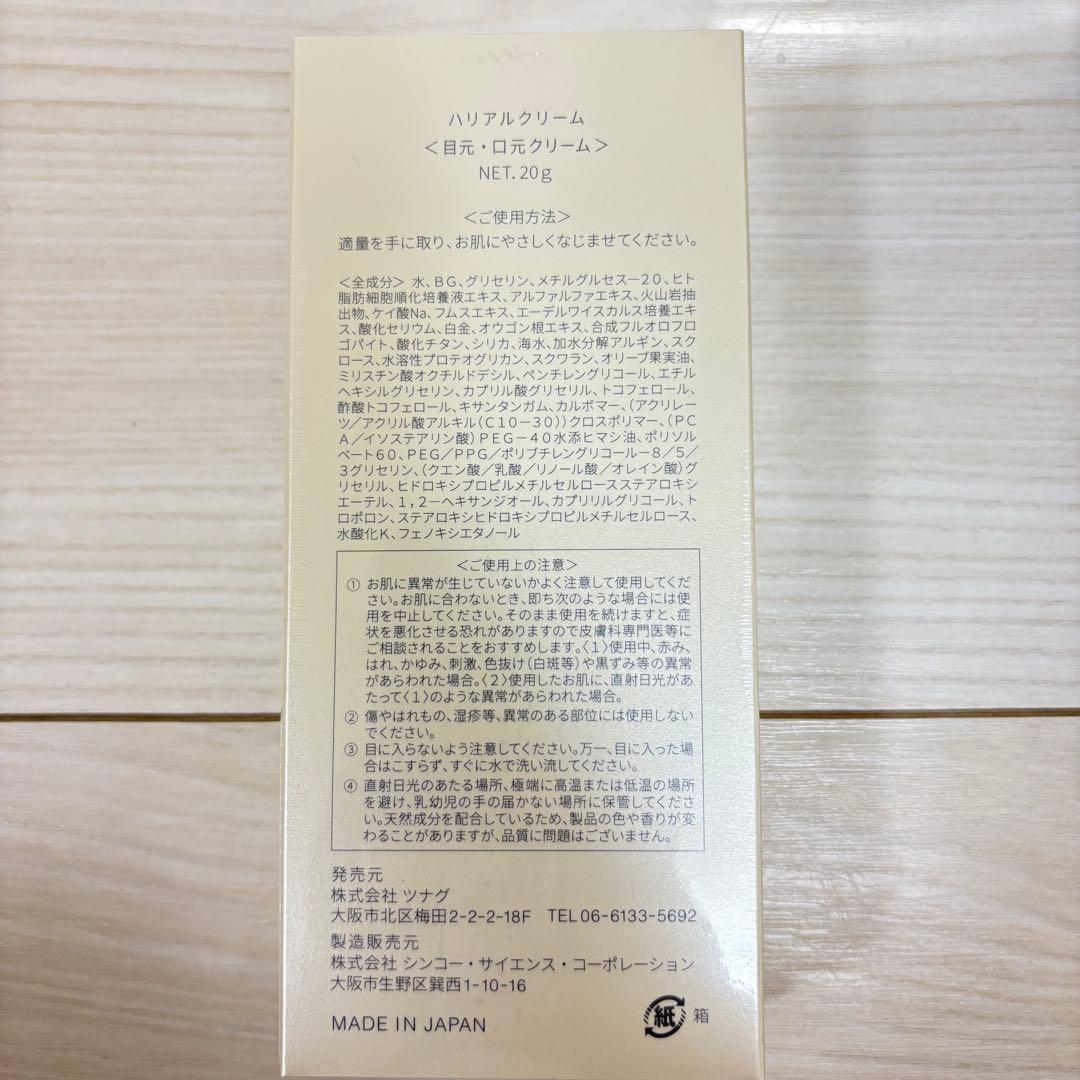 ハリアルクリーム
＜目元・口元クリーム＞
NET.20g
＜ご使用方法＞
適量を手に取り、お肌にやさしくなじませてください。
＜全成分＞ 水、BG、グリセリン、メチルグルセス－20、ヒト
脂肪細胞順化培養液エキス、アルファルファエキス、火山岩抽
出物、ケイ酸Na、フムスエキス、エーデルワイスカルス培養エキ
ス、酸化セリウム、白金、オウゴン根エキス、合成フルオロフロ
ゴパイト、酸化チタン、シリカ、海水、加水分解アルギン、スク
ロース、水溶性プロテオグリカン、スクワラン、オリーブ果実油、
ミリスチン酸オクチルドデシル、ペンチレングリコール、エチル
ヘキシルグリセリン、カプリル酸グリセリル、トコフェロール、
酢酸トコフェロール、キサンタンガム、カルボマー、（アクリレー
ツ／アクリル酸アルキル（C10－30））クロスポリマー、（PC
A／イソステアリン酸）PEG－40水添ヒマシ油、ポリソル
ベート60、PEG／PPG／ポリブチレングリコール－8／5／
3グリセリン、（クエン酸／乳酸／リノール酸／オレイン酸）グ
リセリル、ヒドロキシプロピルメチルセルロースステアロキシ
エーテル、1，2－ヘキサンジオール、カプリリルグリコール、ト
ロポロン、ステアロキシヒドロキシプロピルメチルセルロース、
水酸化K、フェノキシエタノール
＜ご使用上の注意＞
① お肌に異常が生じていないかよく注意して使用してくだ
さい。お肌に合わないとき、即ち次のような場合には使
用を中止してください。そのまま使用を続けますと、症
状を悪化させる恐れがありますので皮膚科専門医等に
ご相談されることをおすすめします。〈1〉使用中、赤み、
はれ、かゆみ、刺激、色抜け（白斑等）や黒ずみ等の異常
があらわれた場合。〈2〉使用したお肌に、直射日光があ
たって〈1〉のような異常があらわれた場合。
② 傷やはれもの、湿疹等、異常のある部位には使用しない
でください。
③ 目に入らないよう注意してください。万一、目に入った場
合はこすらず、すぐに水で洗い流してください。
④ 直射日光のあたる場所、極端に高温または低温の場所
を避け、乳幼児の手の届かない場所に保管してくださ
い。天然成分を配合しているため、製品の色や香りが変
わることがありますが、品質に問題はございません。
発売元
株式会社 ツナグ
大阪市北区梅田2-2-2-18F TEL06-6133-5692
製造販売元
株式会社 シンコー・サイエンス・コーポレーション
大阪市生野区巽西1-10-16
MADE IN JAPAN
紙 箱